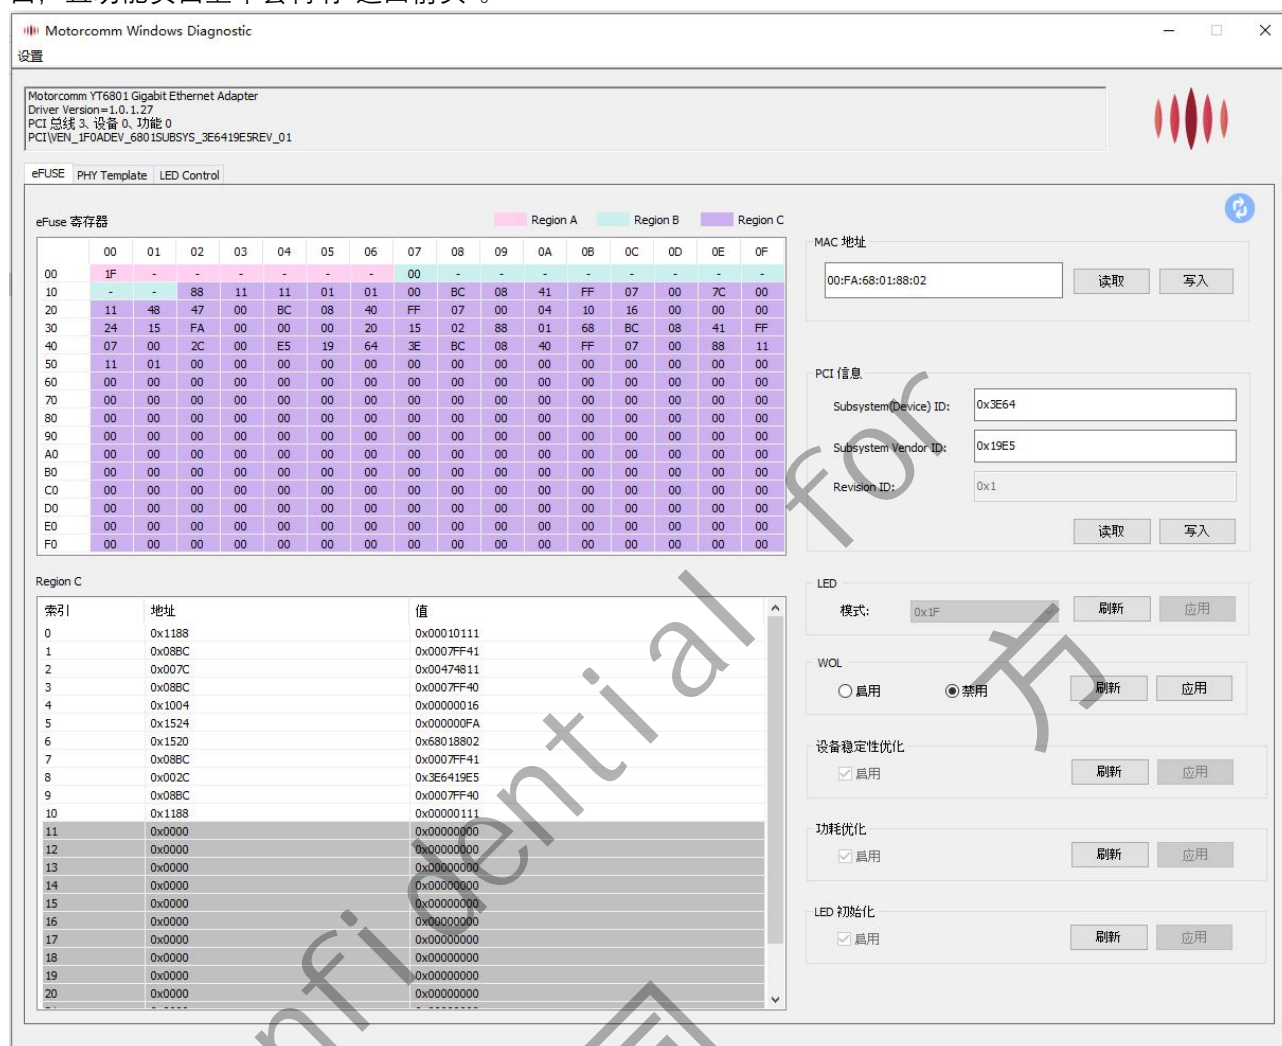 Motorcomm Windows Diagnostic
设置
Motorcomm YT6801 Gigabit Ethernet Adapter
Driver Version=1.0.1.27
PCI 总线 3、设备 0、功能 0
PCI\VEN_1F0ADEV_6801SUBSYS_3E6419E5REV_01
eFUSE PHY Template LED Control
eFuse 寄存器 Region A Region B Region C
00 01 02 03 04 05 06 07 08 09 0A 0B 0C 0D 0E 0F
00 1F - - - - - - 00 - - - - - - - -
10 - - 88 11 11 01 01 00 BC 08 41 FF 07 00 7C 00
20 11 48 47 00 BC 08 40 FF 07 00 04 10 16 00 00 00
30 24 15 FA 00 00 00 20 15 02 88 01 68 BC 08 41 FF
40 07 00 2C 00 E5 19 64 3E BC 08 40 FF 07 00 88 11
50 11 01 00 00 00 00 00 00 00 00 00 00 00 00 00 00
60 00 00 00 00 00 00 00 00 00 00 00 00 00 00 00 00
70 00 00 00 00 00 00 00 00 00 00 00 00 00 00 00 00
80 00 00 00 00 00 00 00 00 00 00 00 00 00 00 00 00
90 00 00 00 00 00 00 00 00 00 00 00 00 00 00 00 00
A0 00 00 00 00 00 00 00 00 00 00 00 00 00 00 00 00
B0 00 00 00 00 00 00 00 00 00 00 00 00 00 00 00 00
C0 00 00 00 00 00 00 00 00 00 00 00 00 00 00 00 00
D0 00 00 00 00 00 00 00 00 00 00 00 00 00 00 00 00
E0 00 00 00 00 00 00 00 00 00 00 00 00 00 00 00 00
F0 00 00 00 00 00 00 00 00 00 00 00 00 00 00 00 00
Region C
索引 地址 值
0 0x1188 0x00010111
1 0x08BC 0x0007FF41
2 0x007C 0x00474811
3 0x08BC 0x0007FF40
4 0x1004 0x00000016
5 0x1524 0x000000FA
6 0x1520 0x68018802
7 0x08BC 0x0007FF41
8 0x002C 0x3E6419E5
9 0x08BC 0x0007FF40
10 0x1188 0x00000111
11 0x0000 0x00000000
12 0x0000 0x00000000
13 0x0000 0x00000000
14 0x0000 0x00000000
15 0x0000 0x00000000
16 0x0000 0x00000000
17 0x0000 0x00000000
18 0x0000 0x00000000
19 0x0000 0x00000000
20 0x0000 0x00000000
MAC 地址
00:FA:68:01:88:02 读取 写入
PCI 信息
Subsystem(Device) ID: 0x3E64
Subsystem Vendor ID: 0x19E5
Revision ID: 0x1
读取 写入
LED
模式: 0x1F 刷新 应用
WOL
启用 禁用 刷新 应用
设备稳定性优化
启用 刷新 应用
功耗优化
启用 刷新 应用
LED 初始化
启用 刷新 应用
nfidential for
方